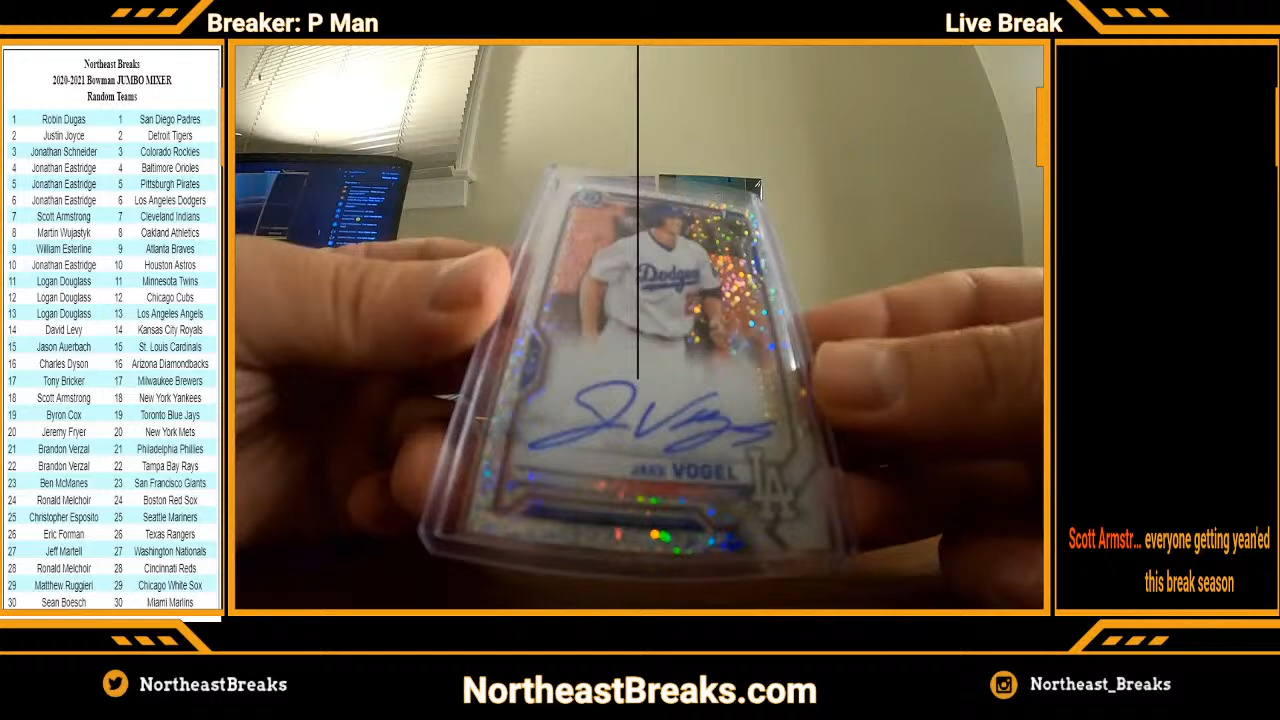 Breaker: P Man
Live Break
Northeast Breaks
2020-2021 Bowman JUMBO MIXER
Random Teams
1 Robin Dugas 1 San Diego Padres
2 Justin Joyce 2 Detroit Tigers
3 Jonathan Schneider 3 Colorado Rockies
4 Jonathan Eastridge 4 Baltimore Orioles
5 Jonathan Eastridge 5 Pittsburgh Pirates
6 Jonathan Eastridge 6 Los Angeles Dodgers
7 Scott Armstrong 7 Cleveland Indians
8 Martin Wujastyk 8 Oakland Athletics
9 William Esterline 9 Atlanta Braves
10 Jonathan Eastridge 10 Houston Astros
11 Logan Douglass 11 Minnesota Twins
12 Logan Douglass 12 Chicago Cubs
13 Logan Douglass 13 Los Angeles Angels
14 David Levy 14 Kansas City Royals
15 Jason Auerbach 15 St. Louis Cardinals
16 Charles Dyson 16 Arizona Diamondbacks
17 Tony Bricker 17 Milwaukee Brewers
18 Scott Armstrong 18 New York Yankees
19 Byron Cox 19 Toronto Blue Jays
20 Jeremy Fryer 20 New York Mets
21 Brandon Verzal 21 Philadelphia Phillies
22 Brandon Verzal 22 Tampa Bay Rays
23 Ben McManes 23 San Francisco Giants
24 Ronald Melchoir 24 Boston Red Sox
25 Christopher Esposito 25 Seattle Mariners
26 Eric Forman 26 Texas Rangers
27 Jeff Martell 27 Washington Nationals
28 Ronald Melchoir 28 Cincinnati Reds
29 Matthew Ruggieri 29 Chicago White Sox
30 Sean Boesch 30 Miami Marlins
Dodgers
JAKE VOGEL
LA
Scott Armstr... everyone getting yean'ed
this break season
NortheastBreaks
NortheastBreaks.com
Northeast_Breaks